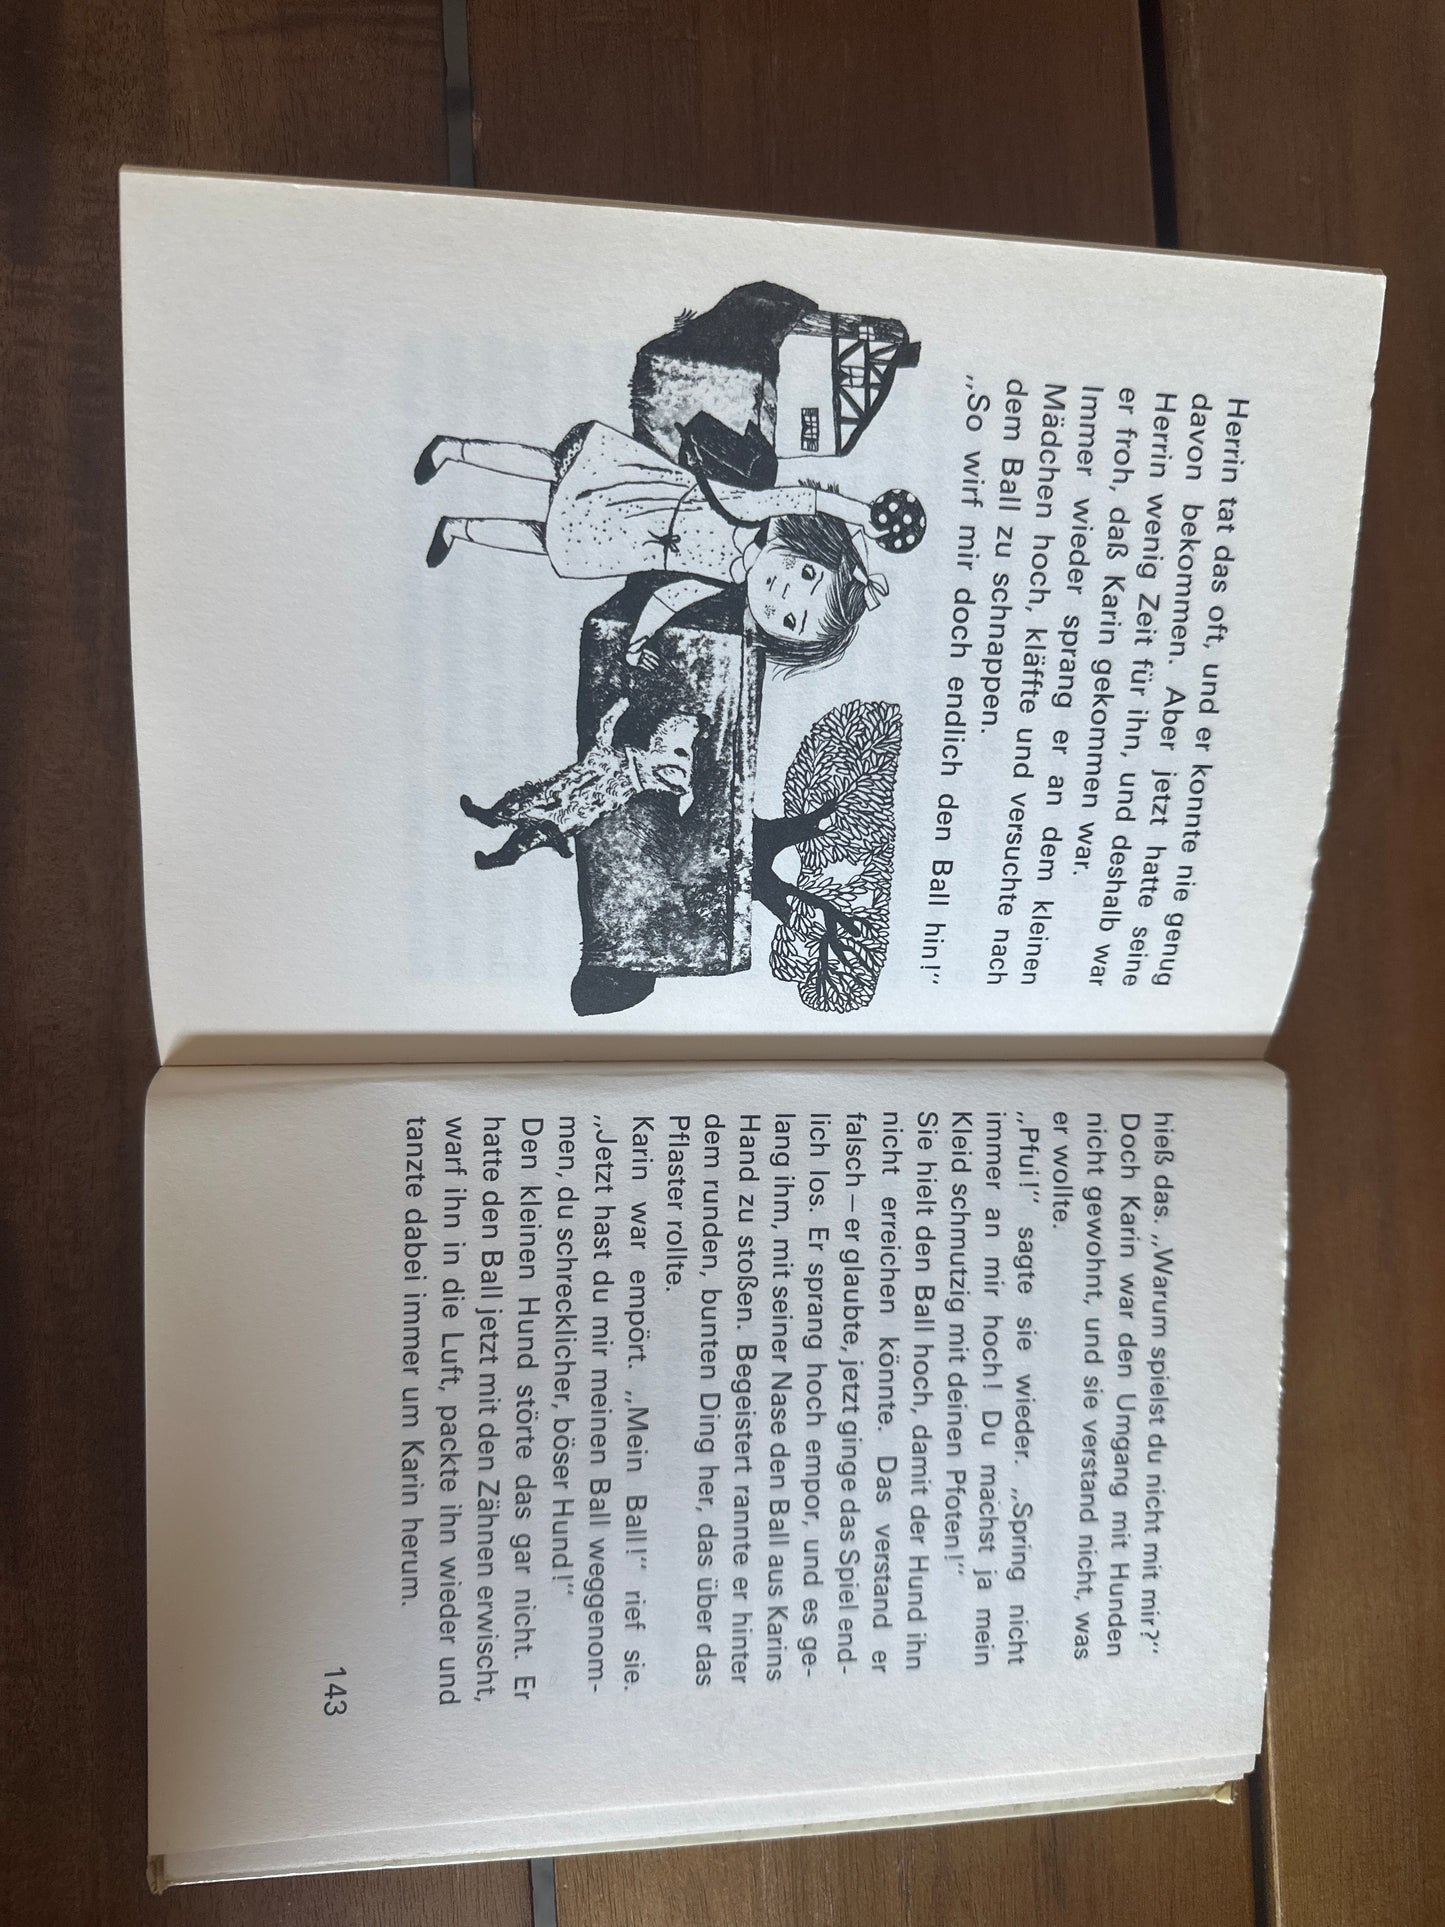 Herrin tat das oft, und er konnte nie genug
davon bekommen. Aber jetzt hatte seine
Herrin wenig Zeit für ihn, und deshalb war
er froh, daß Karin gekommen war.
Immer wieder sprang er an dem kleinen
Mädchen hoch, kläffte und versuchte nach
dem Ball zu schnappen.
„So wirf mir doch endlich den Ball hin!“
hieß das. „Warum spielst du nicht mit mir?“
Doch Karin war den Umgang mit Hunden
nicht gewohnt, und sie verstand nicht, was
er wollte.
„Pfui!“ sagte sie wieder. „Spring nicht
immer an mir hoch! Du machst ja mein
Kleid schmutzig mit deinen Pfoten!“
Sie hielt den Ball hoch, damit der Hund ihn
nicht erreichen könnte. Das verstand er
falsch – er glaubte, jetzt ginge das Spiel end-
lich los. Er sprang hoch empor, und es ge-
lang ihm, mit seiner Nase den Ball aus Karins
Hand zu stoßen. Begeistert rannte er hinter
dem runden, bunten Ding her, das über das
Pflaster rollte.
Karin war empört. „Mein Ball!“ rief sie.
„Jetzt hast du mir meinen Ball weggenom-
men, du schrecklicher, böser Hund!“
Den kleinen Hund störte das gar nicht. Er
hatte den Ball jetzt mit den Zähnen erwischt,
warf ihn in die Luft, packte ihn wieder und
tanzte dabei immer um Karin herum.
143